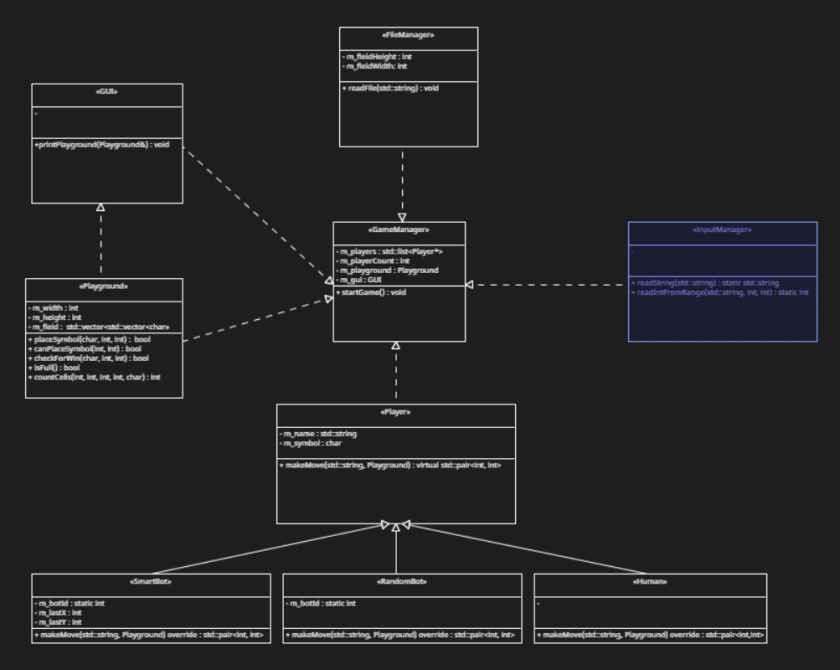 «FileManager»
- m_fieldHeight : int
- m_fieldWidth: int
+ readFile(std::string) : void
«GUI»
-
+printPlayground(Playground&) : void
«GameManager»
- m_players : std::list<Player*>
- m_playerCount : int
- m_playground : Playground
- m_gui : GUI
+ startGame() : void
«InputManager»
-
+ readString(std::string) : static std::string
+ readIntFromRange(std::string, int, int) : static int
«Playground»
- m_width : int
- m_height : int
- m_field : std::vector<std::vector<char>
+ placeSymbol(char, int, int) : bool
+ canPlaceSymbol(int, int) : bool
+ checkForWin(char, int, int) : bool
+ isFull() : bool
+ countCells(int, int, int, int, char) : int
«Player»
- m_name : std::string
- m_symbol : char
+ makeMove(std::string, Playground) : virtual std::pair<int, int>
«SmartBot»
- m_botId : static int
- m_lastX : int
- m_lastY : int
+ makeMove(std::string, Playground) override : std::pair<int, int>
«RandomBot»
- m_botId : static int
+ makeMove(std::string, Playground) override : std::pair<int, int>
«Human»
-
+ makeMove(std::string, Playground) override : std::pair<int,int>